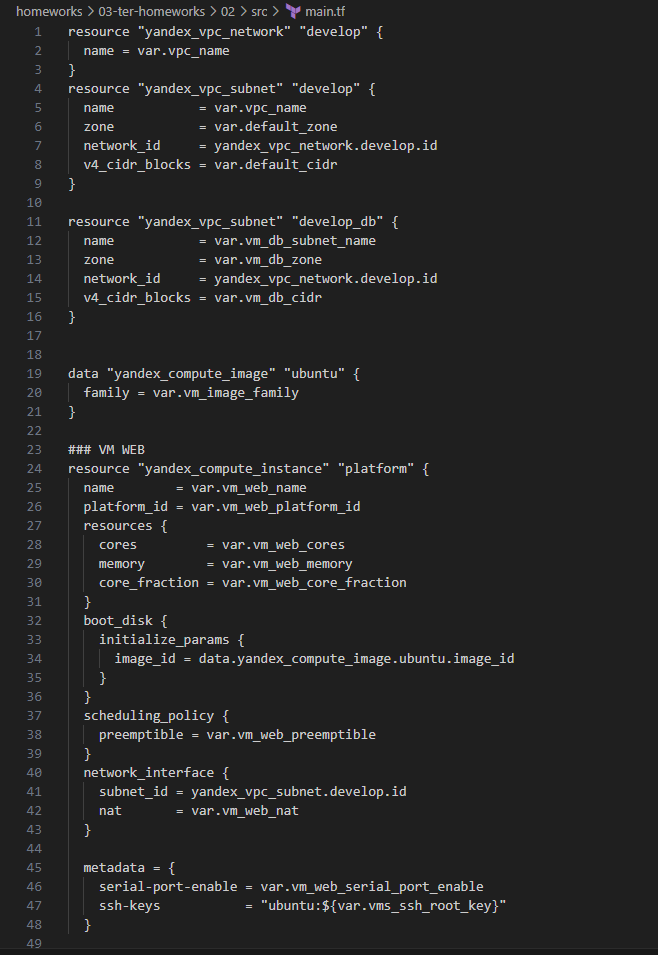 homeworks > 03-ter-homeworks > 02 > src > main.tf
1 resource "yandex_vpc_network" "develop" {
2   name = var.vpc_name
3 }
4 resource "yandex_vpc_subnet" "develop" {
5   name           = var.vpc_name
6   zone           = var.default_zone
7   network_id     = yandex_vpc_network.develop.id
8   v4_cidr_blocks = var.default_cidr
9 }
10
11 resource "yandex_vpc_subnet" "develop_db" {
12   name           = var.vm_db_subnet_name
13   zone           = var.vm_db_zone
14   network_id     = yandex_vpc_network.develop.id
15   v4_cidr_blocks = var.vm_db_cidr
16 }
17
18
19 data "yandex_compute_image" "ubuntu" {
20   family = var.vm_image_family
21 }
22
23 ### VM WEB
24 resource "yandex_compute_instance" "platform" {
25   name        = var.vm_web_name
26   platform_id = var.vm_web_platform_id
27   resources {
28     cores         = var.vm_web_cores
29     memory        = var.vm_web_memory
30     core_fraction = var.vm_web_core_fraction
31   }
32   boot_disk {
33     initialize_params {
34       image_id = data.yandex_compute_image.ubuntu.image_id
35     }
36   }
37   scheduling_policy {
38     preemptible = var.vm_web_preemptible
39   }
40   network_interface {
41     subnet_id = yandex_vpc_subnet.develop.id
42     nat       = var.vm_web_nat
43   }
44
45   metadata = {
46     serial-port-enable = var.vm_web_serial_port_enable
47     ssh-keys           = "ubuntu:${var.vms_ssh_root_key}"
48   }
49